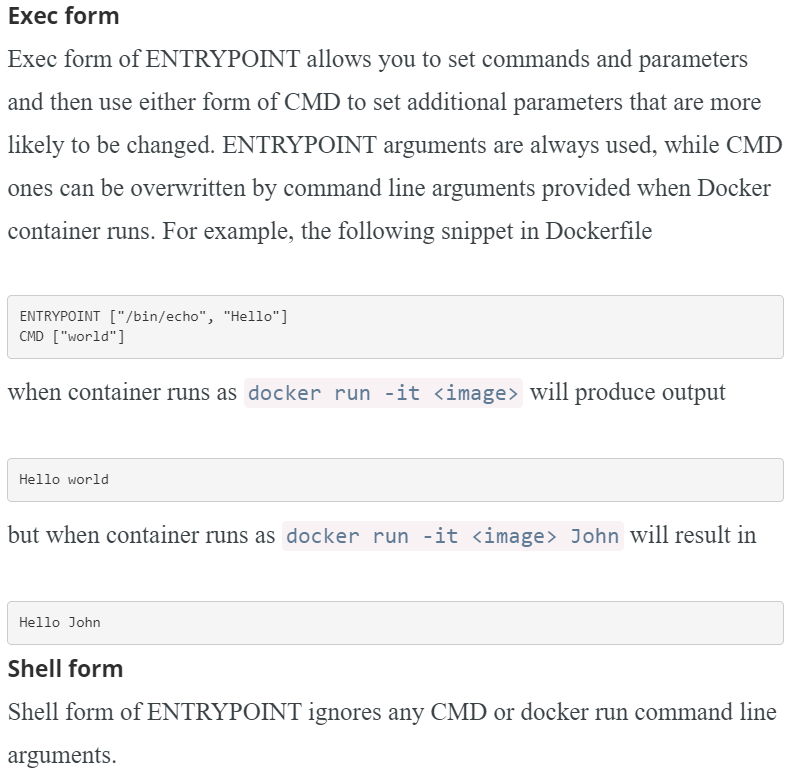 Exec form
Exec form of ENTRYPOINT allows you to set commands and parameters
and then use either form of CMD to set additional parameters that are more
likely to be changed. ENTRYPOINT arguments are always used, while CMD
ones can be overwritten by command line arguments provided when Docker
container runs. For example, the following snippet in Dockerfile
ENTRYPOINT ["/bin/echo", "Hello"]
CMD ["world"]
when container runs as docker run -it <image> will produce output
Hello world
but when container runs as docker run -it <image> John will result in
Hello John
Shell form
Shell form of ENTRYPOINT ignores any CMD or docker run command line
arguments.